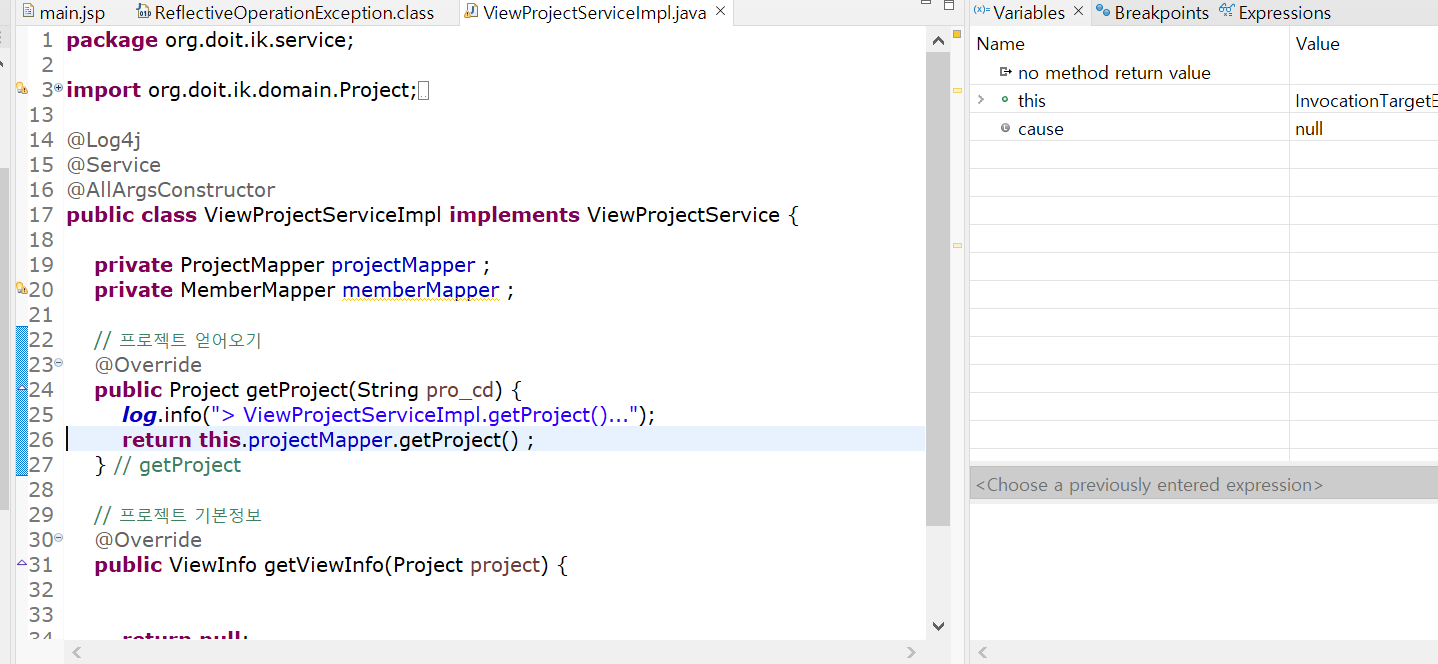 main.jsp
ReflectiveOperationException.class
ViewProjectServiceImpl.java
1 package org.doit.ik.service;
2
3 import org.doit.ik.domain.Project;
13
14 @Log4j
15 @Service
16 @AllArgsConstructor
17 public class ViewProjectServiceImpl implements ViewProjectService {
18
19 private ProjectMapper projectMapper ;
20 private MemberMapper memberMapper ;
21
22 // 프로젝트 얻어오기
23 @Override
24 public Project getProject(String pro_cd) {
25 log.info("> ViewProjectServiceImpl.getProject()...");
26 return this.projectMapper.getProject() ;
27 } // getProject
28
29 // 프로젝트 기본정보
30 @Override
31 public ViewInfo getViewInfo(Project project) {
32
33
34 return null;
(x)= Variables
Breakpoints
Expressions
Name Value
no method return value
this InvocationTargetE
cause null
<Choose a previously entered expression>